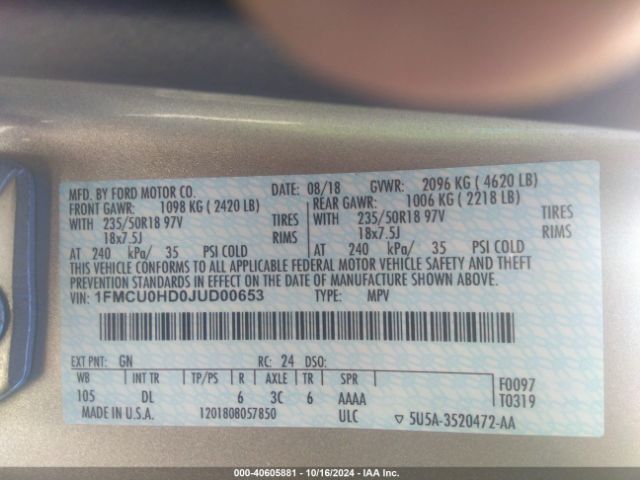 MFD. BY FORD MOTOR CO. DATE: 08/18 GVWR: 2096 KG ( 4620 LB)
FRONT GAWR: 1098 KG ( 2420 LB) REAR GAWR: 1006 KG ( 2218 LB)
WITH 235/50R18 97V TIRES WITH 235/50R18 97V TIRES
18x7.5J RIMS 18x7.5J RIMS
AT 240 kPa/ 35 PSI COLD AT 240 kPa/ 35 PSI COLD
THIS VEHICLE CONFORMS TO ALL APPLICABLE FEDERAL MOTOR VEHICLE SAFETY AND THEFT
PREVENTION STANDARDS IN EFFECT ON THE DATE OF MANUFACTURE SHOWN ABOVE.
VIN: 1FMCU0HD0JUD00653 TYPE: MPV
EXT PNT: GN RC: 24 DSO:
WB INT TR TP/PS R AXLE TR SPR F0097
105 DL 6 3C 6 AAAA T0319
MADE IN U.S.A. 1201808057850 ULC ▽ 5U5A-3520472-AA
000-40605881 | 10/16/2024 | IAA Inc.